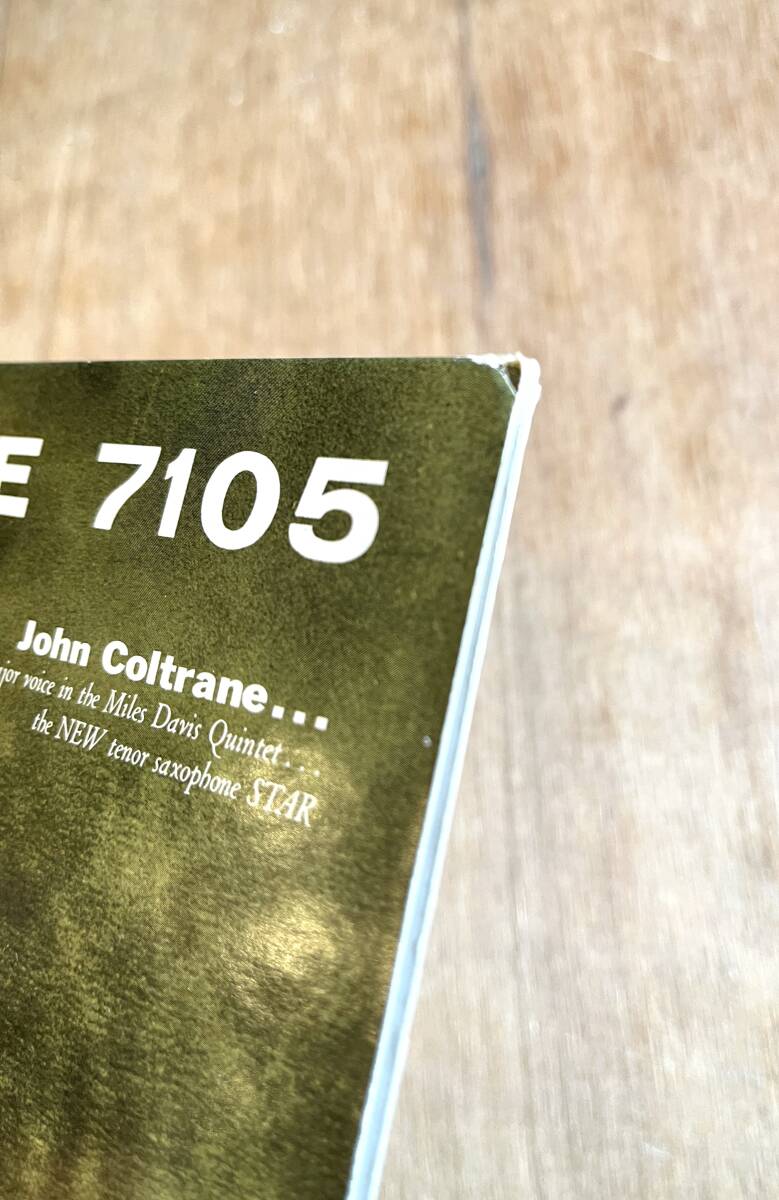 E 7105
John Coltrane...
jor voice in the Miles Davis Quintet...
the NEW tenor saxophone STAR